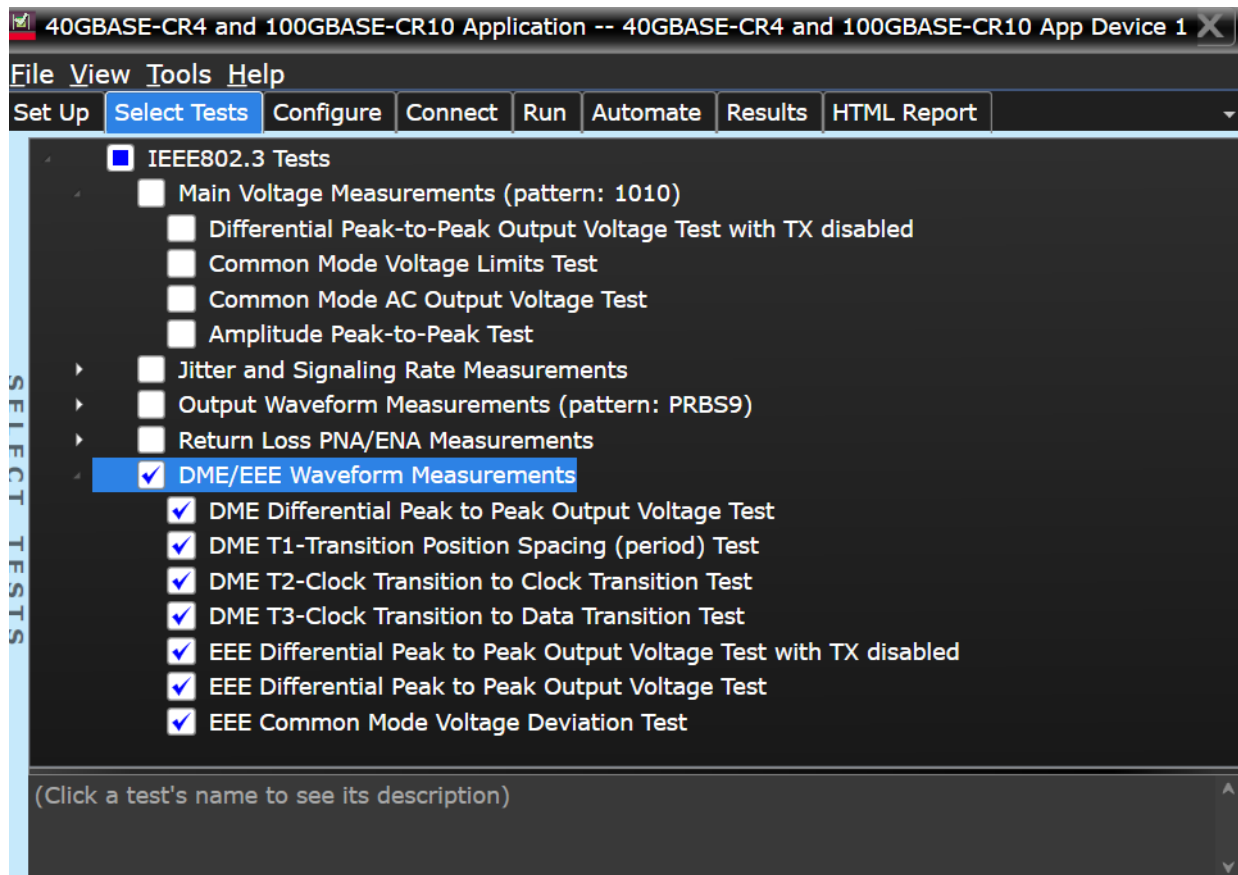 40GBASE-CR4 and 100GBASE-CR10 Application -- 40GBASE-CR4 and 100GBASE-CR10 App Device 1
File View Tools Help
Set Up Select Tests Configure Connect Run Automate Results HTML Report
SELECT TESTS
IEEE802.3 Tests
Main Voltage Measurements (pattern: 1010)
Differential Peak-to-Peak Output Voltage Test with TX disabled
Common Mode Voltage Limits Test
Common Mode AC Output Voltage Test
Amplitude Peak-to-Peak Test
Jitter and Signaling Rate Measurements
Output Waveform Measurements (pattern: PRBS9)
Return Loss PNA/ENA Measurements
DME/EEE Waveform Measurements
DME Differential Peak to Peak Output Voltage Test
DME T1-Transition Position Spacing (period) Test
DME T2-Clock Transition to Clock Transition Test
DME T3-Clock Transition to Data Transition Test
EEE Differential Peak to Peak Output Voltage Test with TX disabled
EEE Differential Peak to Peak Output Voltage Test
EEE Common Mode Voltage Deviation Test
(Click a test's name to see its description)